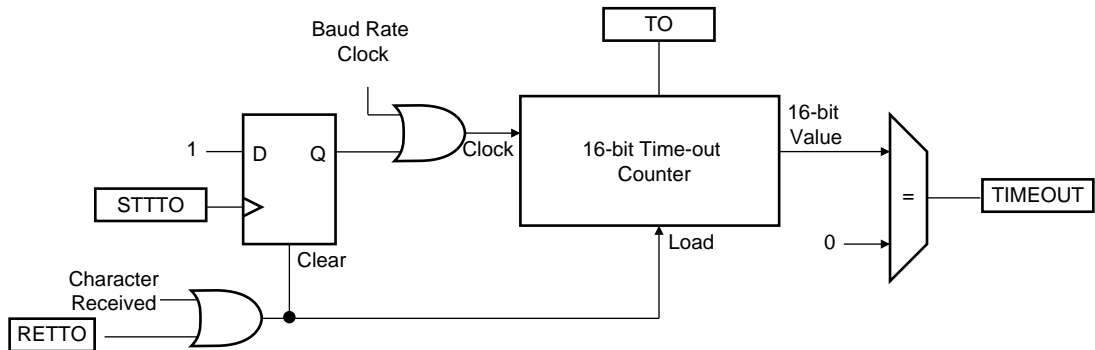 TO
Baud Rate
Clock
16-bit
Value
1
D
Q
Clock
16-bit Time-out
Counter
STTTO
=
TIMEOUT
Clear
Load
0
Character
Received
RETTO